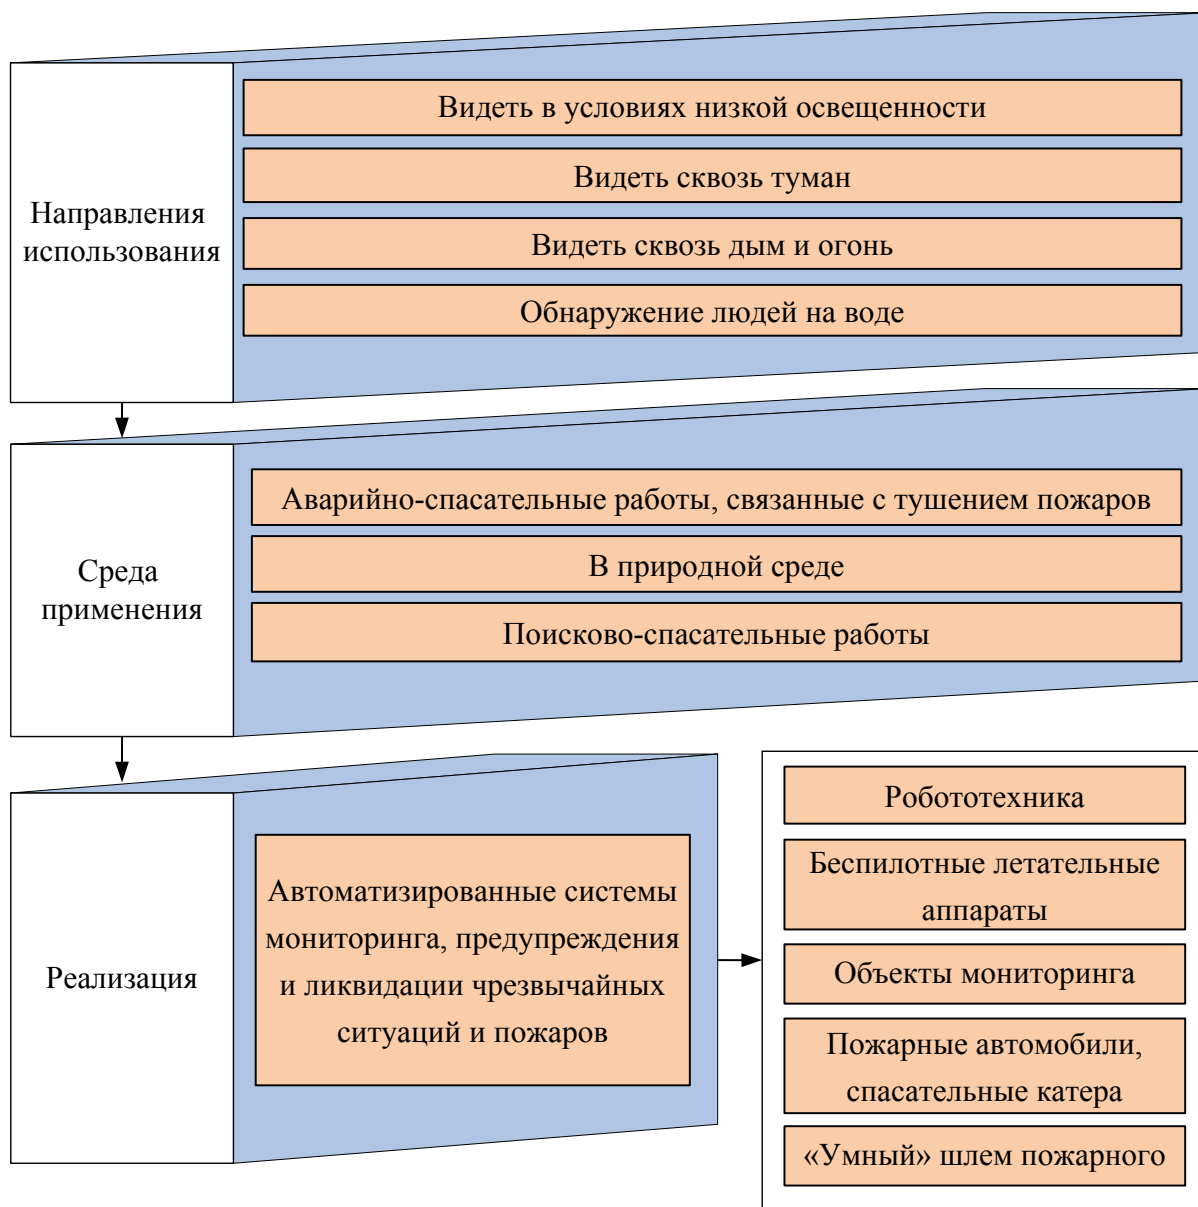 Направления
использования
Видеть в условиях низкой освещенности
Видеть сквозь туман
Видеть сквозь дым и огонь
Обнаружение людей на воде
Среда
применения
Аварийно-спасательные работы, связанные с тушением пожаров
В природной среде
Поисково-спасательные работы
Реализация
Автоматизированные системы
мониторинга, предупреждения
и ликвидации чрезвычайных
ситуаций и пожаров
Робототехника
Беспилотные летательные
аппараты
Объекты мониторинга
Пожарные автомобили,
спасательные катера
«Умный» шлем пожарного